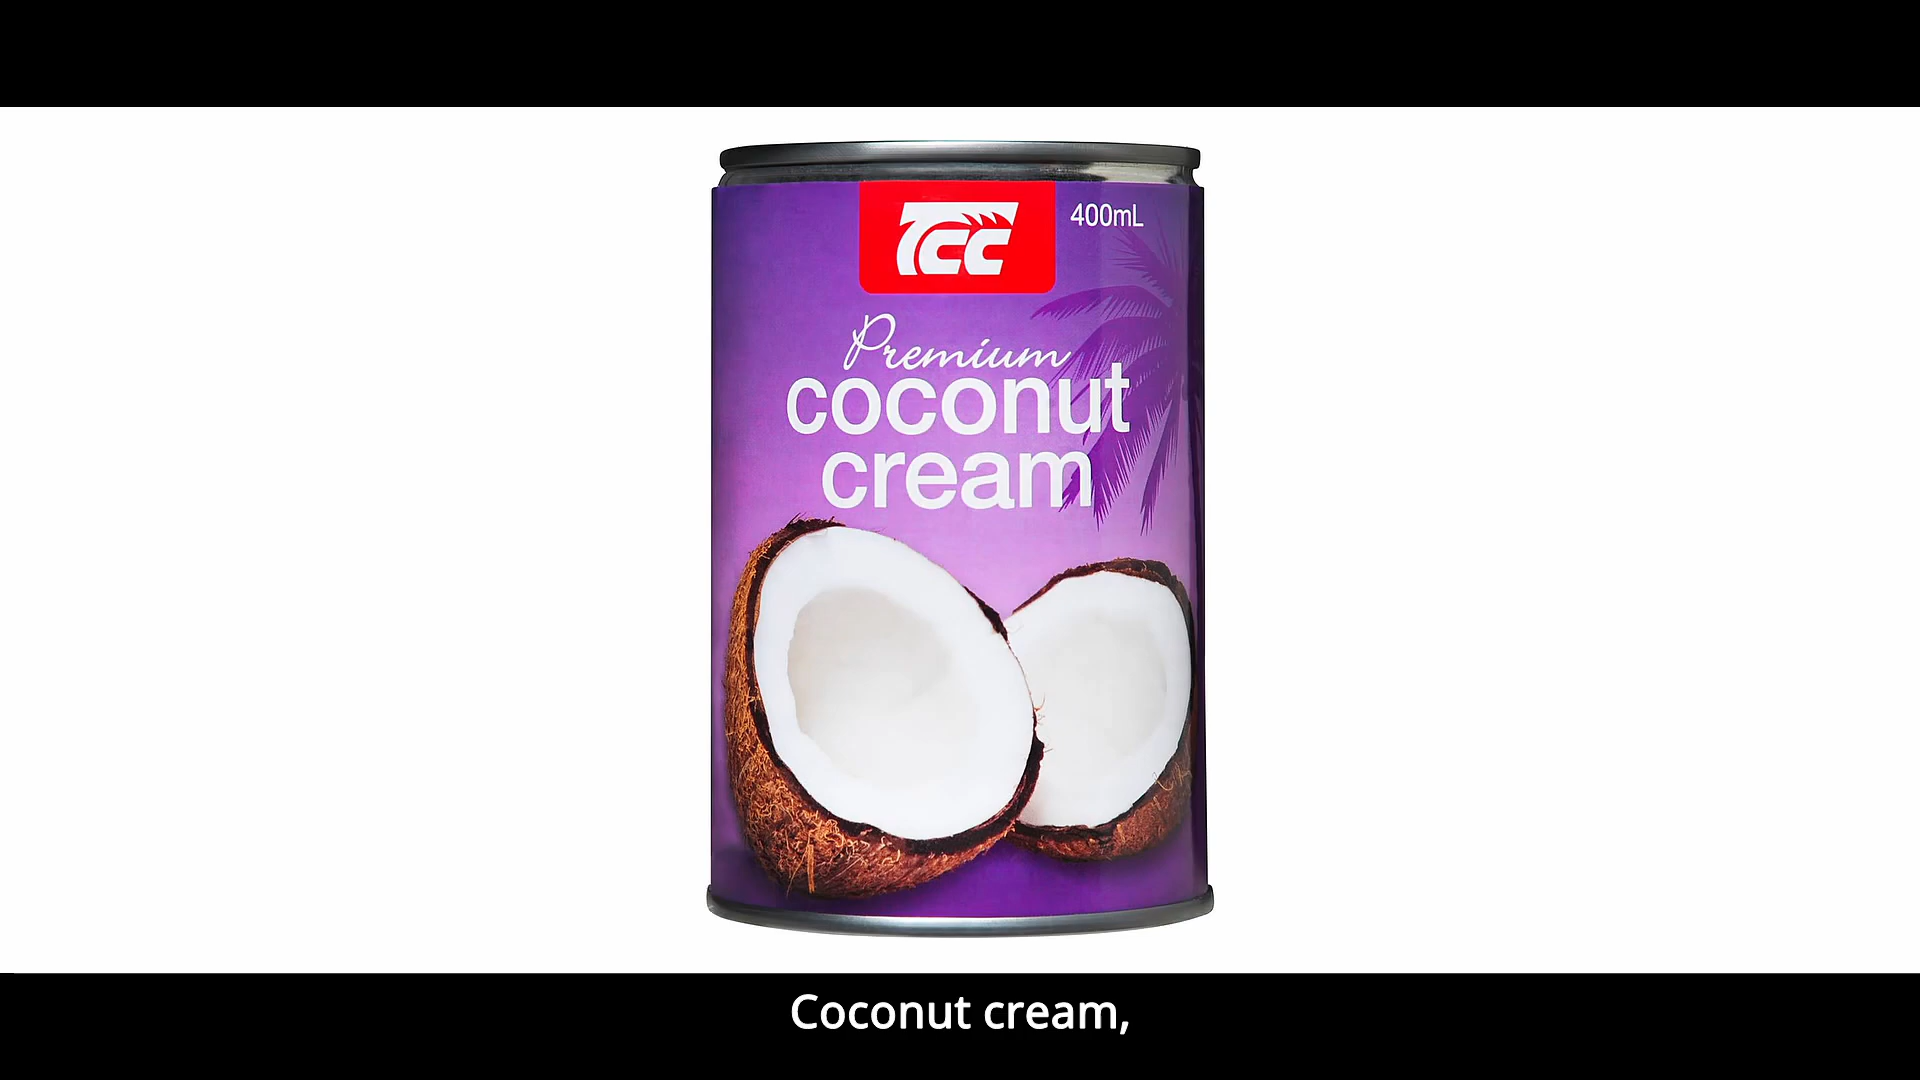 TCC
400mL
Premium
coconut
cream
Coconut cream,